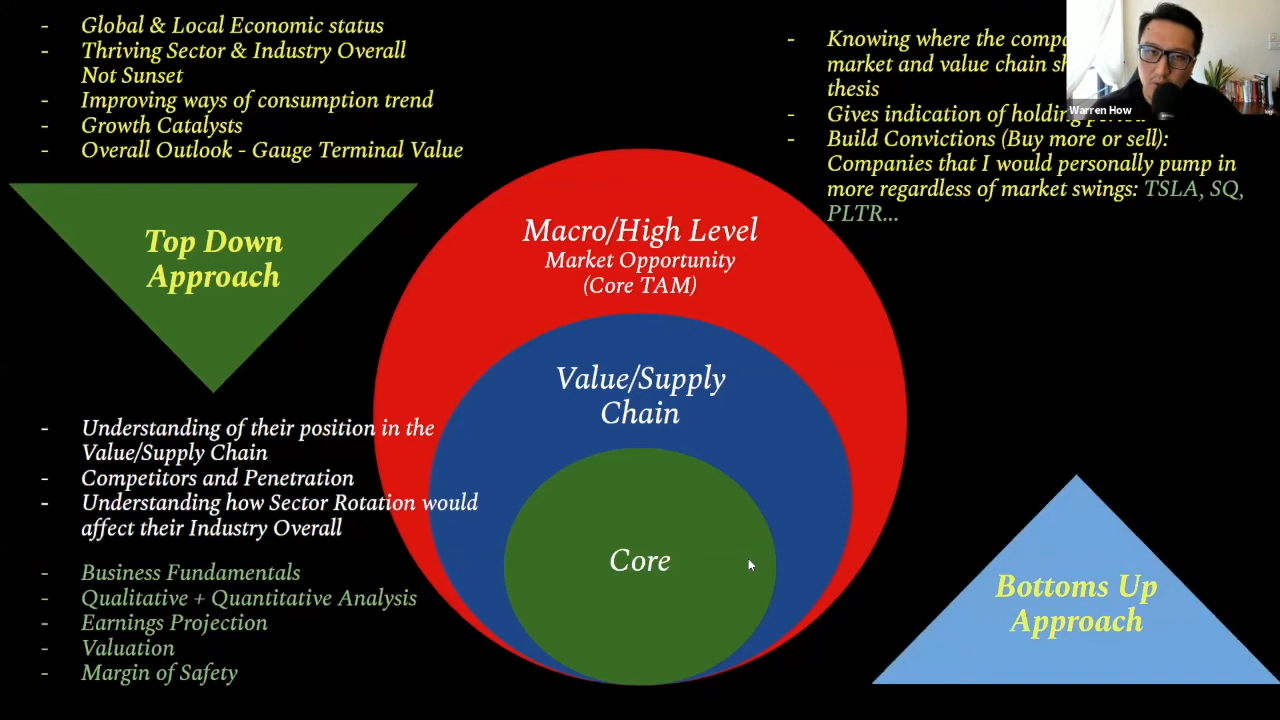 - Global & Local Economic status
- Thriving Sector & Industry Overall
Not Sunset
- Improving ways of consumption trend
- Growth Catalysts
- Overall Outlook - Gauge Terminal Value
Top Down
Approach
- Understanding of their position in the
Value/Supply Chain
- Competitors and Penetration
- Understanding how Sector Rotation would
affect their Industry Overall
- Business Fundamentals
- Qualitative + Quantitative Analysis
- Earnings Projection
- Valuation
- Margin of Safety
Macro/High Level
Market Opportunity
(Core TAM)
Value/Supply
Chain
Core
- Knowing where the
market and value chain
thesis
- Gives indication of holding
- Build Convictions (Buy more or sell):
Companies that I would personally pump in
more regardless of market swings: TSLA, SQ,
PLTR...
Warren How
Bottoms Up
Approach